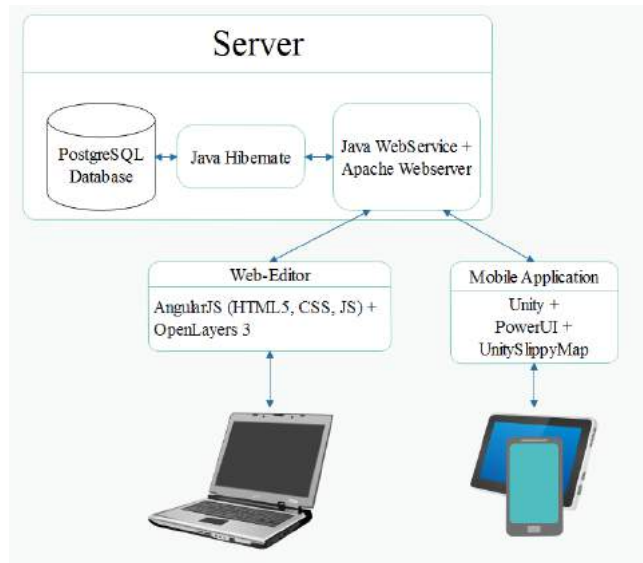 Server
PostgreSQL
Database
Java Hibernate
Java WebService +
Apache Webserver
Web-Editor
AngularJS (HTML5, CSS, JS) +
OpenLayers 3
Mobile Application
Unity +
PowerUI +
UnitySlippyMap